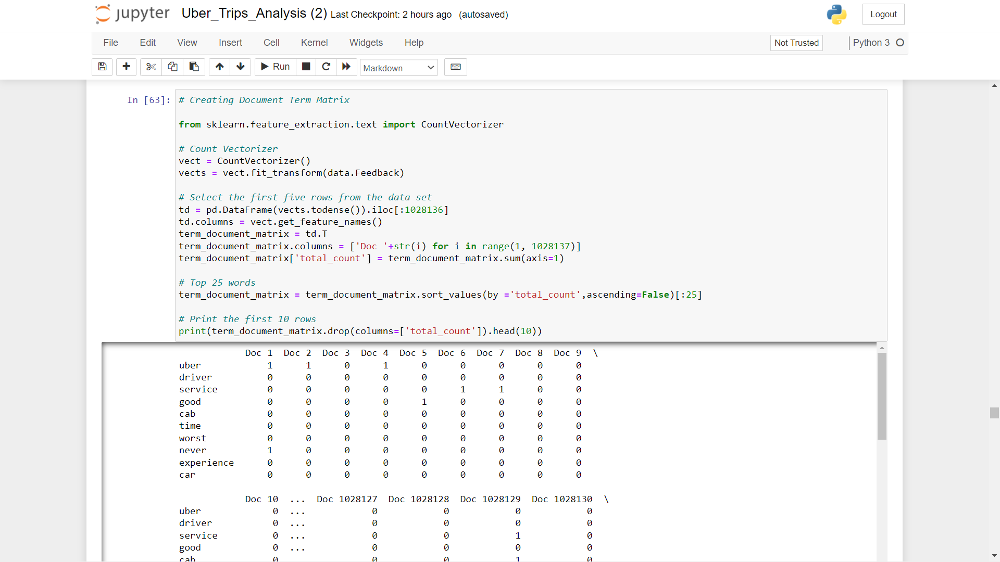 jupyter Uber_Trips_Analysis (2) Last Checkpoint: 2 hours ago (autosaved) Logout
File Edit View Insert Cell Kernel Widgets Help Not Trusted Python 3
Run Markdown
In [63]: # Creating Document Term Matrix
from sklearn.feature_extraction.text import CountVectorizer
# Count Vectorizer
vect = CountVectorizer()
vects = vect.fit_transform(data.Feedback)
# Select the first five rows from the data set
td = pd.DataFrame(vects.todense()).iloc[:1028136]
td.columns = vect.get_feature_names()
term_document_matrix = td.T
term_document_matrix.columns = ['Doc '+str(i) for i in range(1, 1028137)]
term_document_matrix['total_count'] = term_document_matrix.sum(axis=1)
# Top 25 words
term_document_matrix = term_document_matrix.sort_values(by ='total_count',ascending=False)[:25]
# Print the first 10 rows
print(term_document_matrix.drop(columns=['total_count']).head(10))
Doc 1 Doc 2 Doc 3 Doc 4 Doc 5 Doc 6 Doc 7 Doc 8 Doc 9 \
uber 1 1 0 1 0 0 0 0 0
driver 0 0 0 0 0 0 0 0 0
service 0 0 0 0 0 1 1 0 0
good 0 0 0 0 1 0 0 0 0
cab 0 0 0 0 0 0 0 0 0
time 0 0 0 0 0 0 0 0 0
worst 0 0 0 0 0 0 0 0 0
never 1 0 0 0 0 0 0 0 0
experience 0 0 0 0 0 0 0 0 0
car 0 0 0 0 0 0 0 0 0
Doc 10 ... Doc 1028127 Doc 1028128 Doc 1028129 Doc 1028130 \
uber 0 ... 0 0 0 0
driver 0 ... 0 0 0 0
service 0 ... 0 0 1 0
good 0 ... 0 0 0 0
cab 0 0 0 1 0